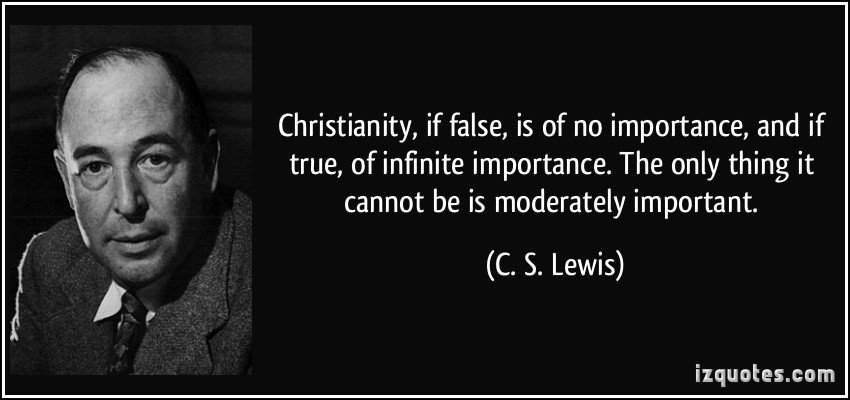 Christianity, if false, is of no importance, and if
true, of infinite importance. The only thing it
cannot be is moderately important.
(C. S. Lewis)
izquotes.com